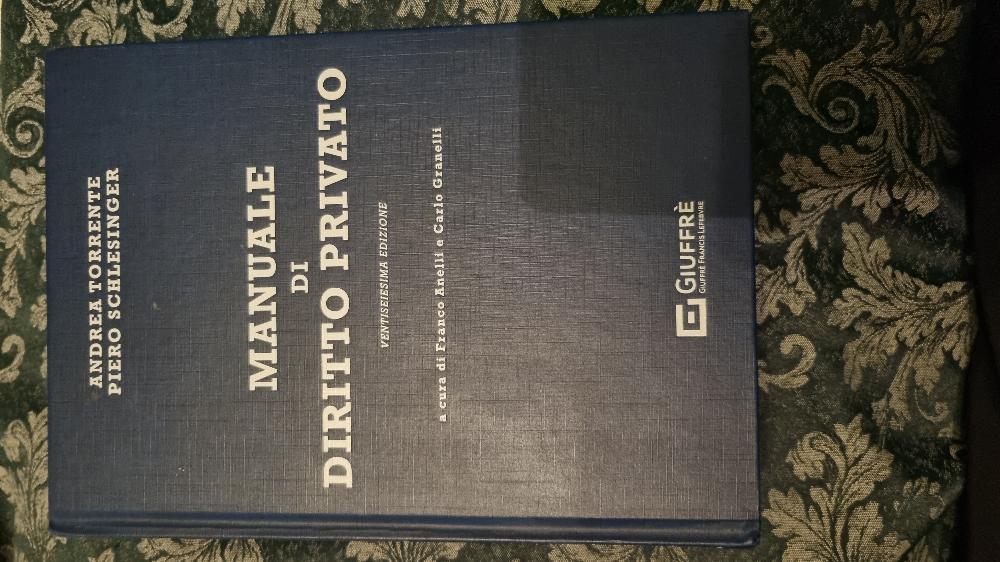 ANDREA TORRENTE
PIERO SCHLESINGER
MANUALE
DI
DIRITTO PRIVATO
VENTISEIESIMA EDIZIONE
a cura di Franco Anelli e Carlo Granelli
GIUFFRÈ
GIUFFRÈ FRANCIS LEFEBVRE